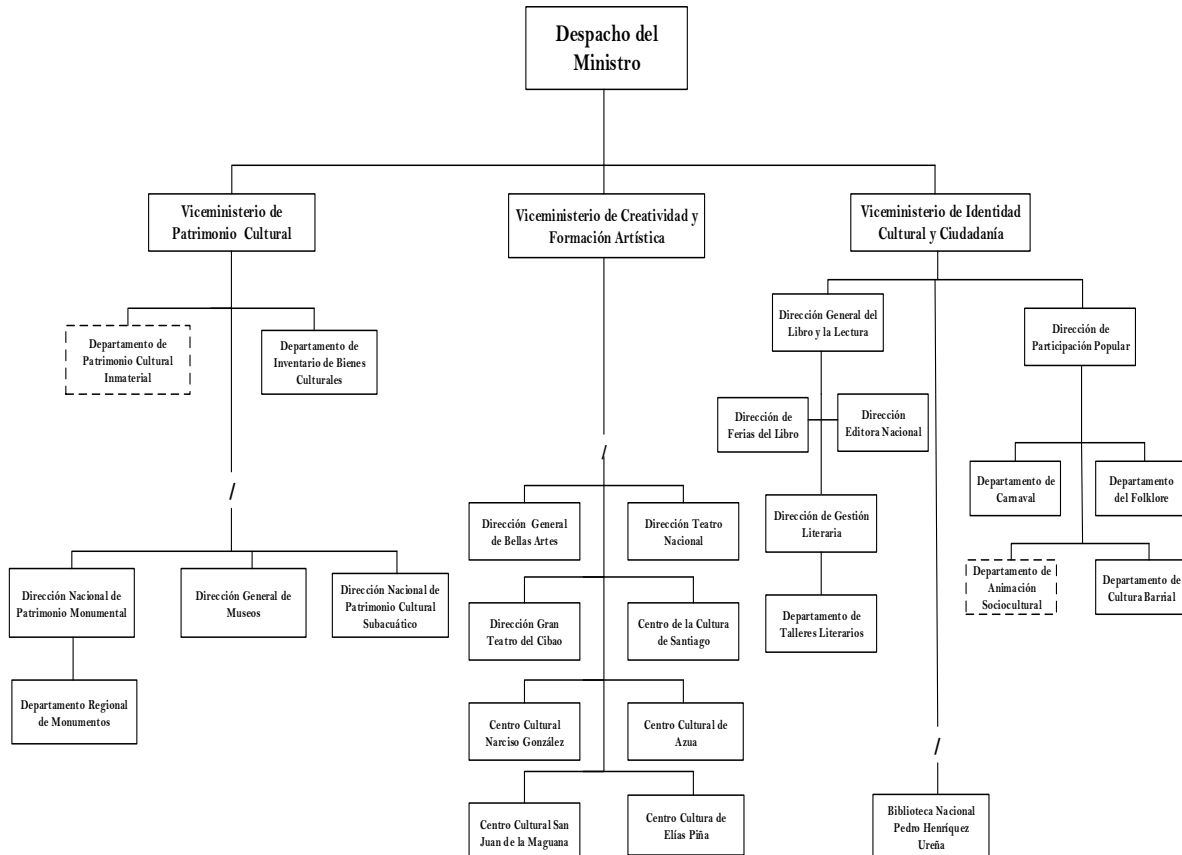 Despacho del
Ministro
Viceministerio de
Patrimonio Cultural
Viceministerio de Creatividad y
Formación Artística
Viceministerio de Identidad
Cultural y Ciudadanía
Departamento de
Patrimonio Cultural
Inmaterial
Departamento de
Inventario de Bienes
Culturales
Dirección General del
Libro y la Lectura
Dirección de
Participación Popular
Dirección de
Ferias del Libro
Dirección
Editora Nacional
Departamento de
Carnaval
Departamento
del Folklore
Dirección General
de Bellas Artes
Dirección Teatro
Nacional
Dirección de Gestión
Literaria
Dirección Nacional de
Patrimonio Monumental
Dirección General de
Museos
Dirección Nacional de
Patrimonio Cultural
Subacuático
Departamento de
Animación
Sociocultural
Departamento de
Cultura Barrial
Dirección Gran
Teatro del Cibao
Centro de la Cultura
de Santiago
Departamento de
Talleres Literarios
Departamento Regional
de Monumentos
Centro Cultural
Narciso González
Centro Cultural de
Azua
Centro Cultural San
Juan de la Maguana
Centro Cultura de
Elías Piña
Biblioteca Nacional
Pedro Henríquez
Ureña